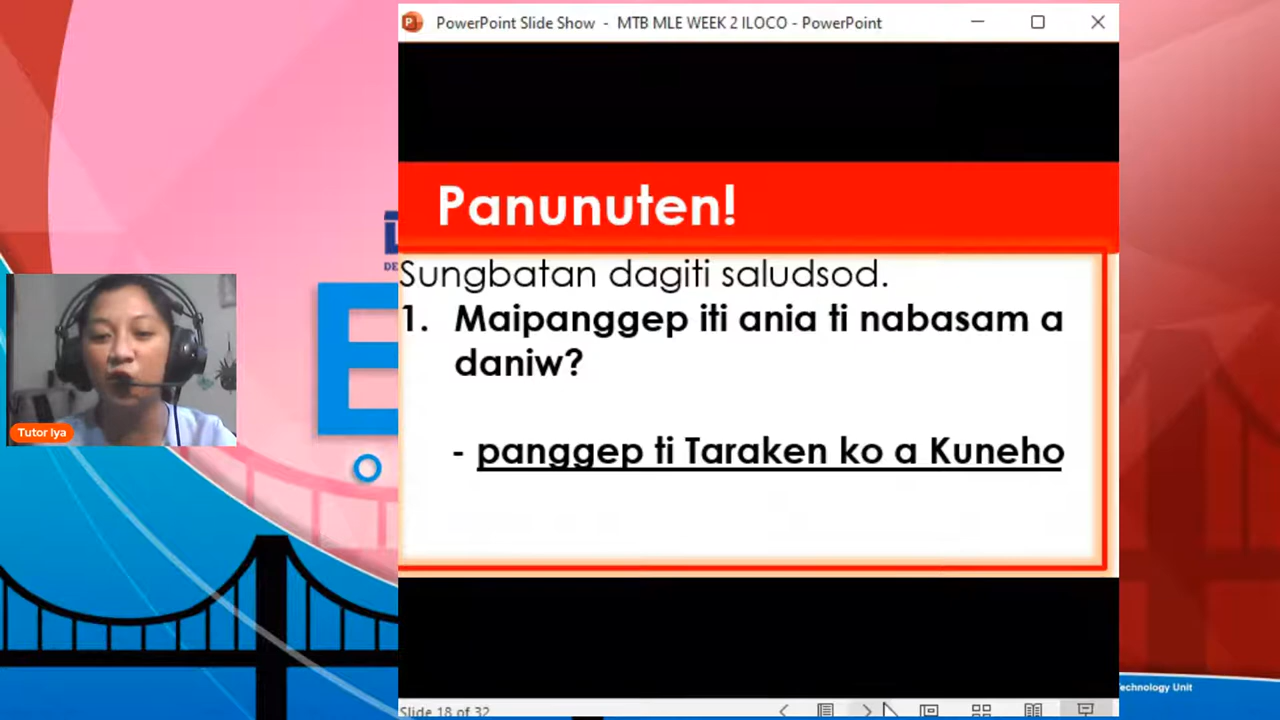 PowerPoint Slide Show - MTB MLE WEEK 2 ILOCO - PowerPoint
Panunuten!
Sungbatan dagiti saludsod.
1. Maipanggep iti ania ti nabasam a
daniw?
- panggep ti Taraken ko a Kuneho
Tutor Iya
DE
E
Technology Unit
Slide 18 of 32